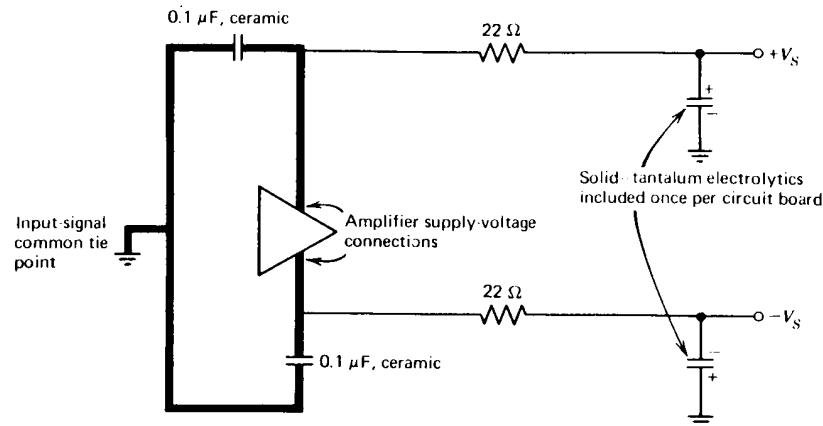 0.1 μF, ceramic
22 Ω
+V_S
+
−
Solid-tantalum electrolytics
included once per circuit board
Input-signal
common tie
point
Amplifier supply-voltage
connections
22 Ω
−V_S
0.1 μF, ceramic
−
+